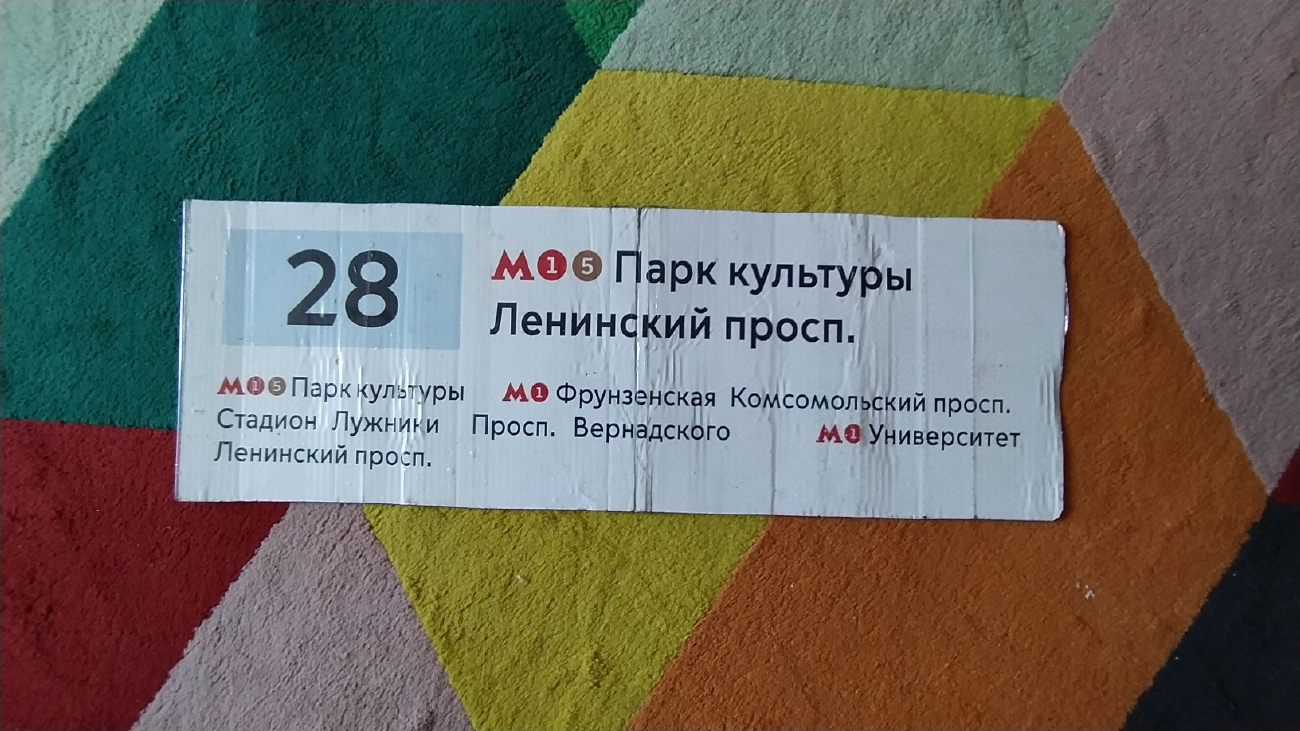 28
М 1 5 Парк культуры
Ленинский просп.
М 1 5 Парк культуры М 1 Фрунзенская Комсомольский просп.
Стадион Лужники Просп. Вернадского М 1 Университет
Ленинский просп.